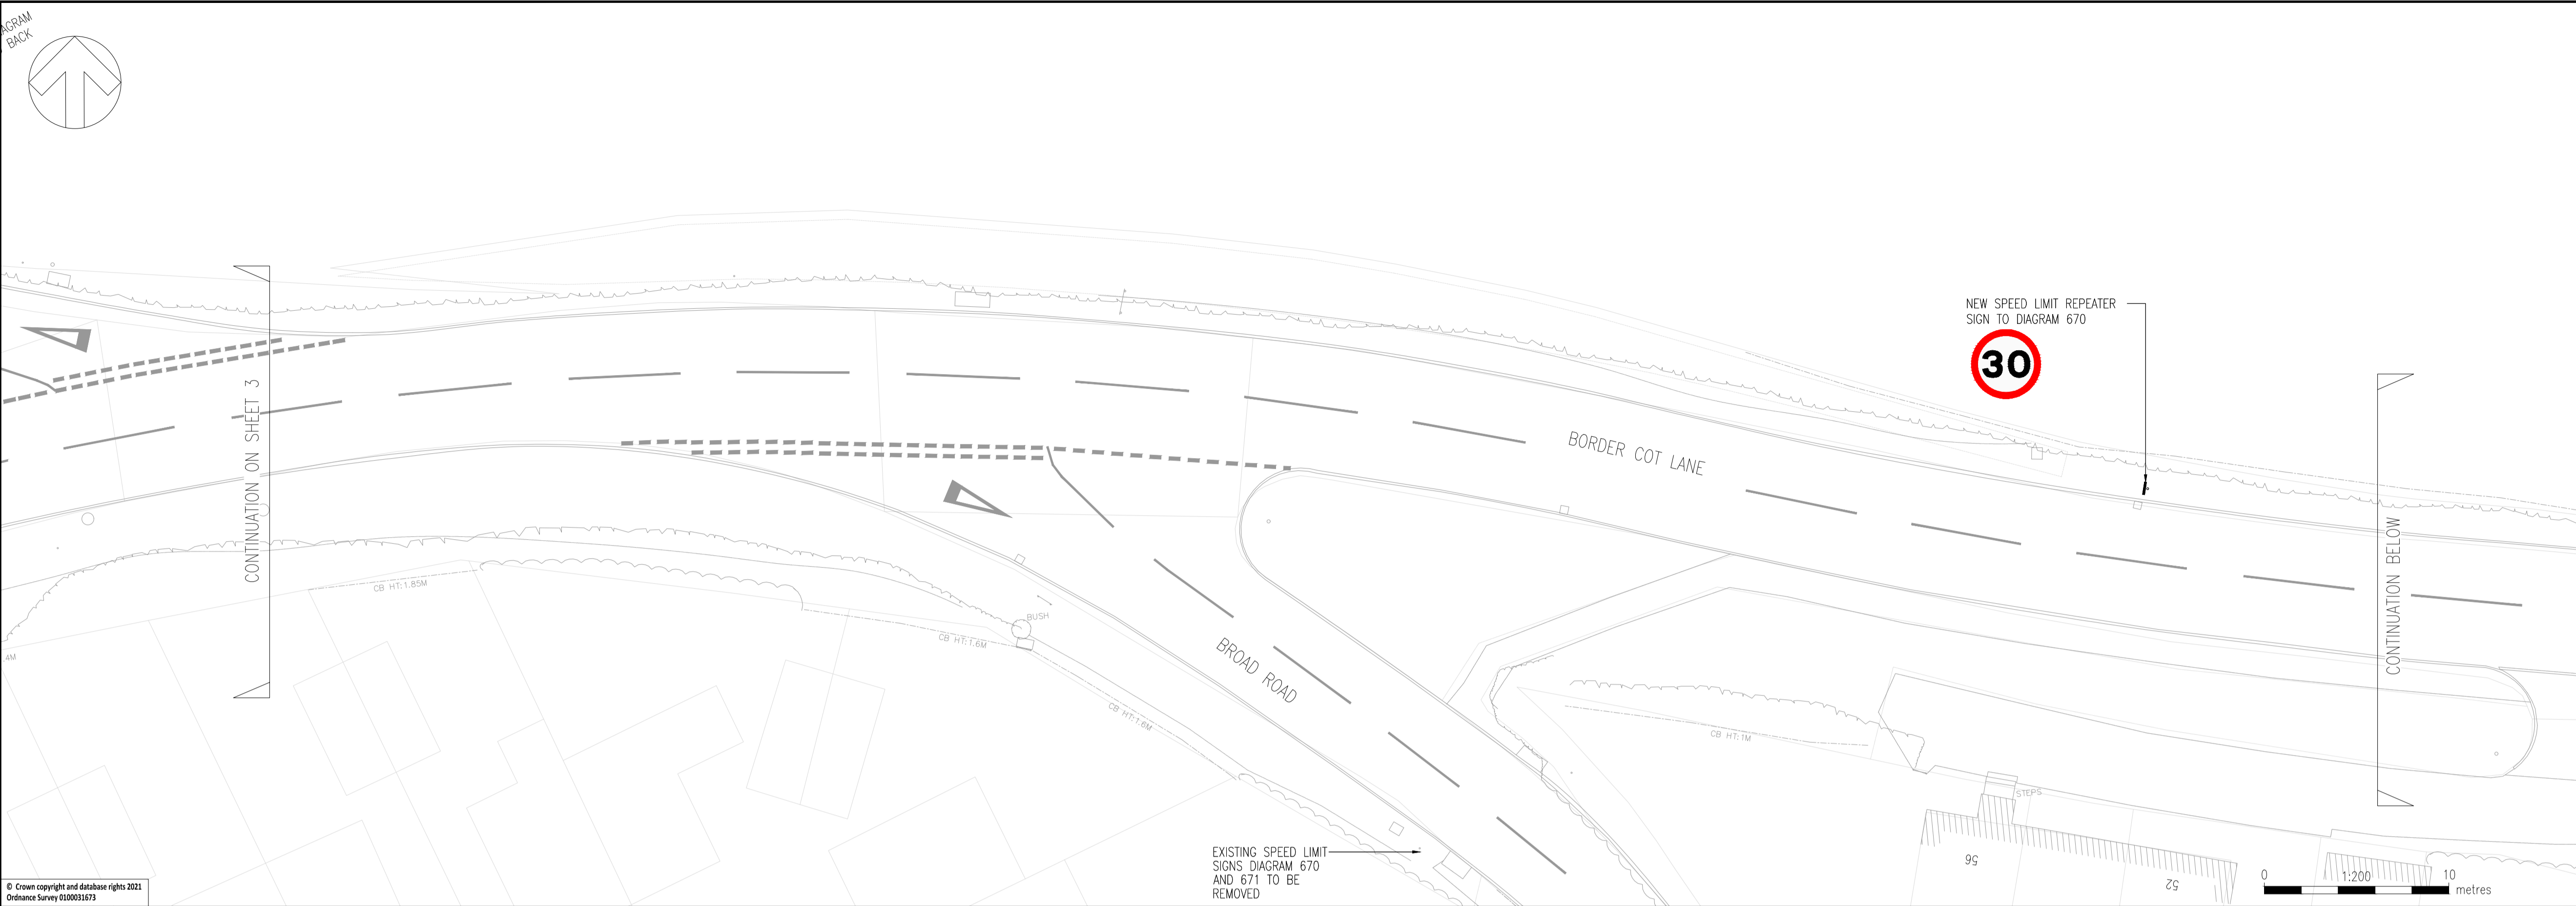 AGRAM
BACK
CONTINUATION ON SHEET 3
NEW SPEED LIMIT REPEATER
SIGN TO DIAGRAM 670
30
BORDER COT LANE
CONTINUATION BELOW
CB HT:1.85M
BUSH
CB HT:1.6M
.4M
BROAD ROAD
CB HT:1.6M
CB HT:1M
STEPS
EXISTING SPEED LIMIT
SIGNS DIAGRAM 670
AND 671 TO BE
REMOVED
56
52
0 1:200 10
metres
© Crown copyright and database rights 2021
Ordnance Survey 0100031673